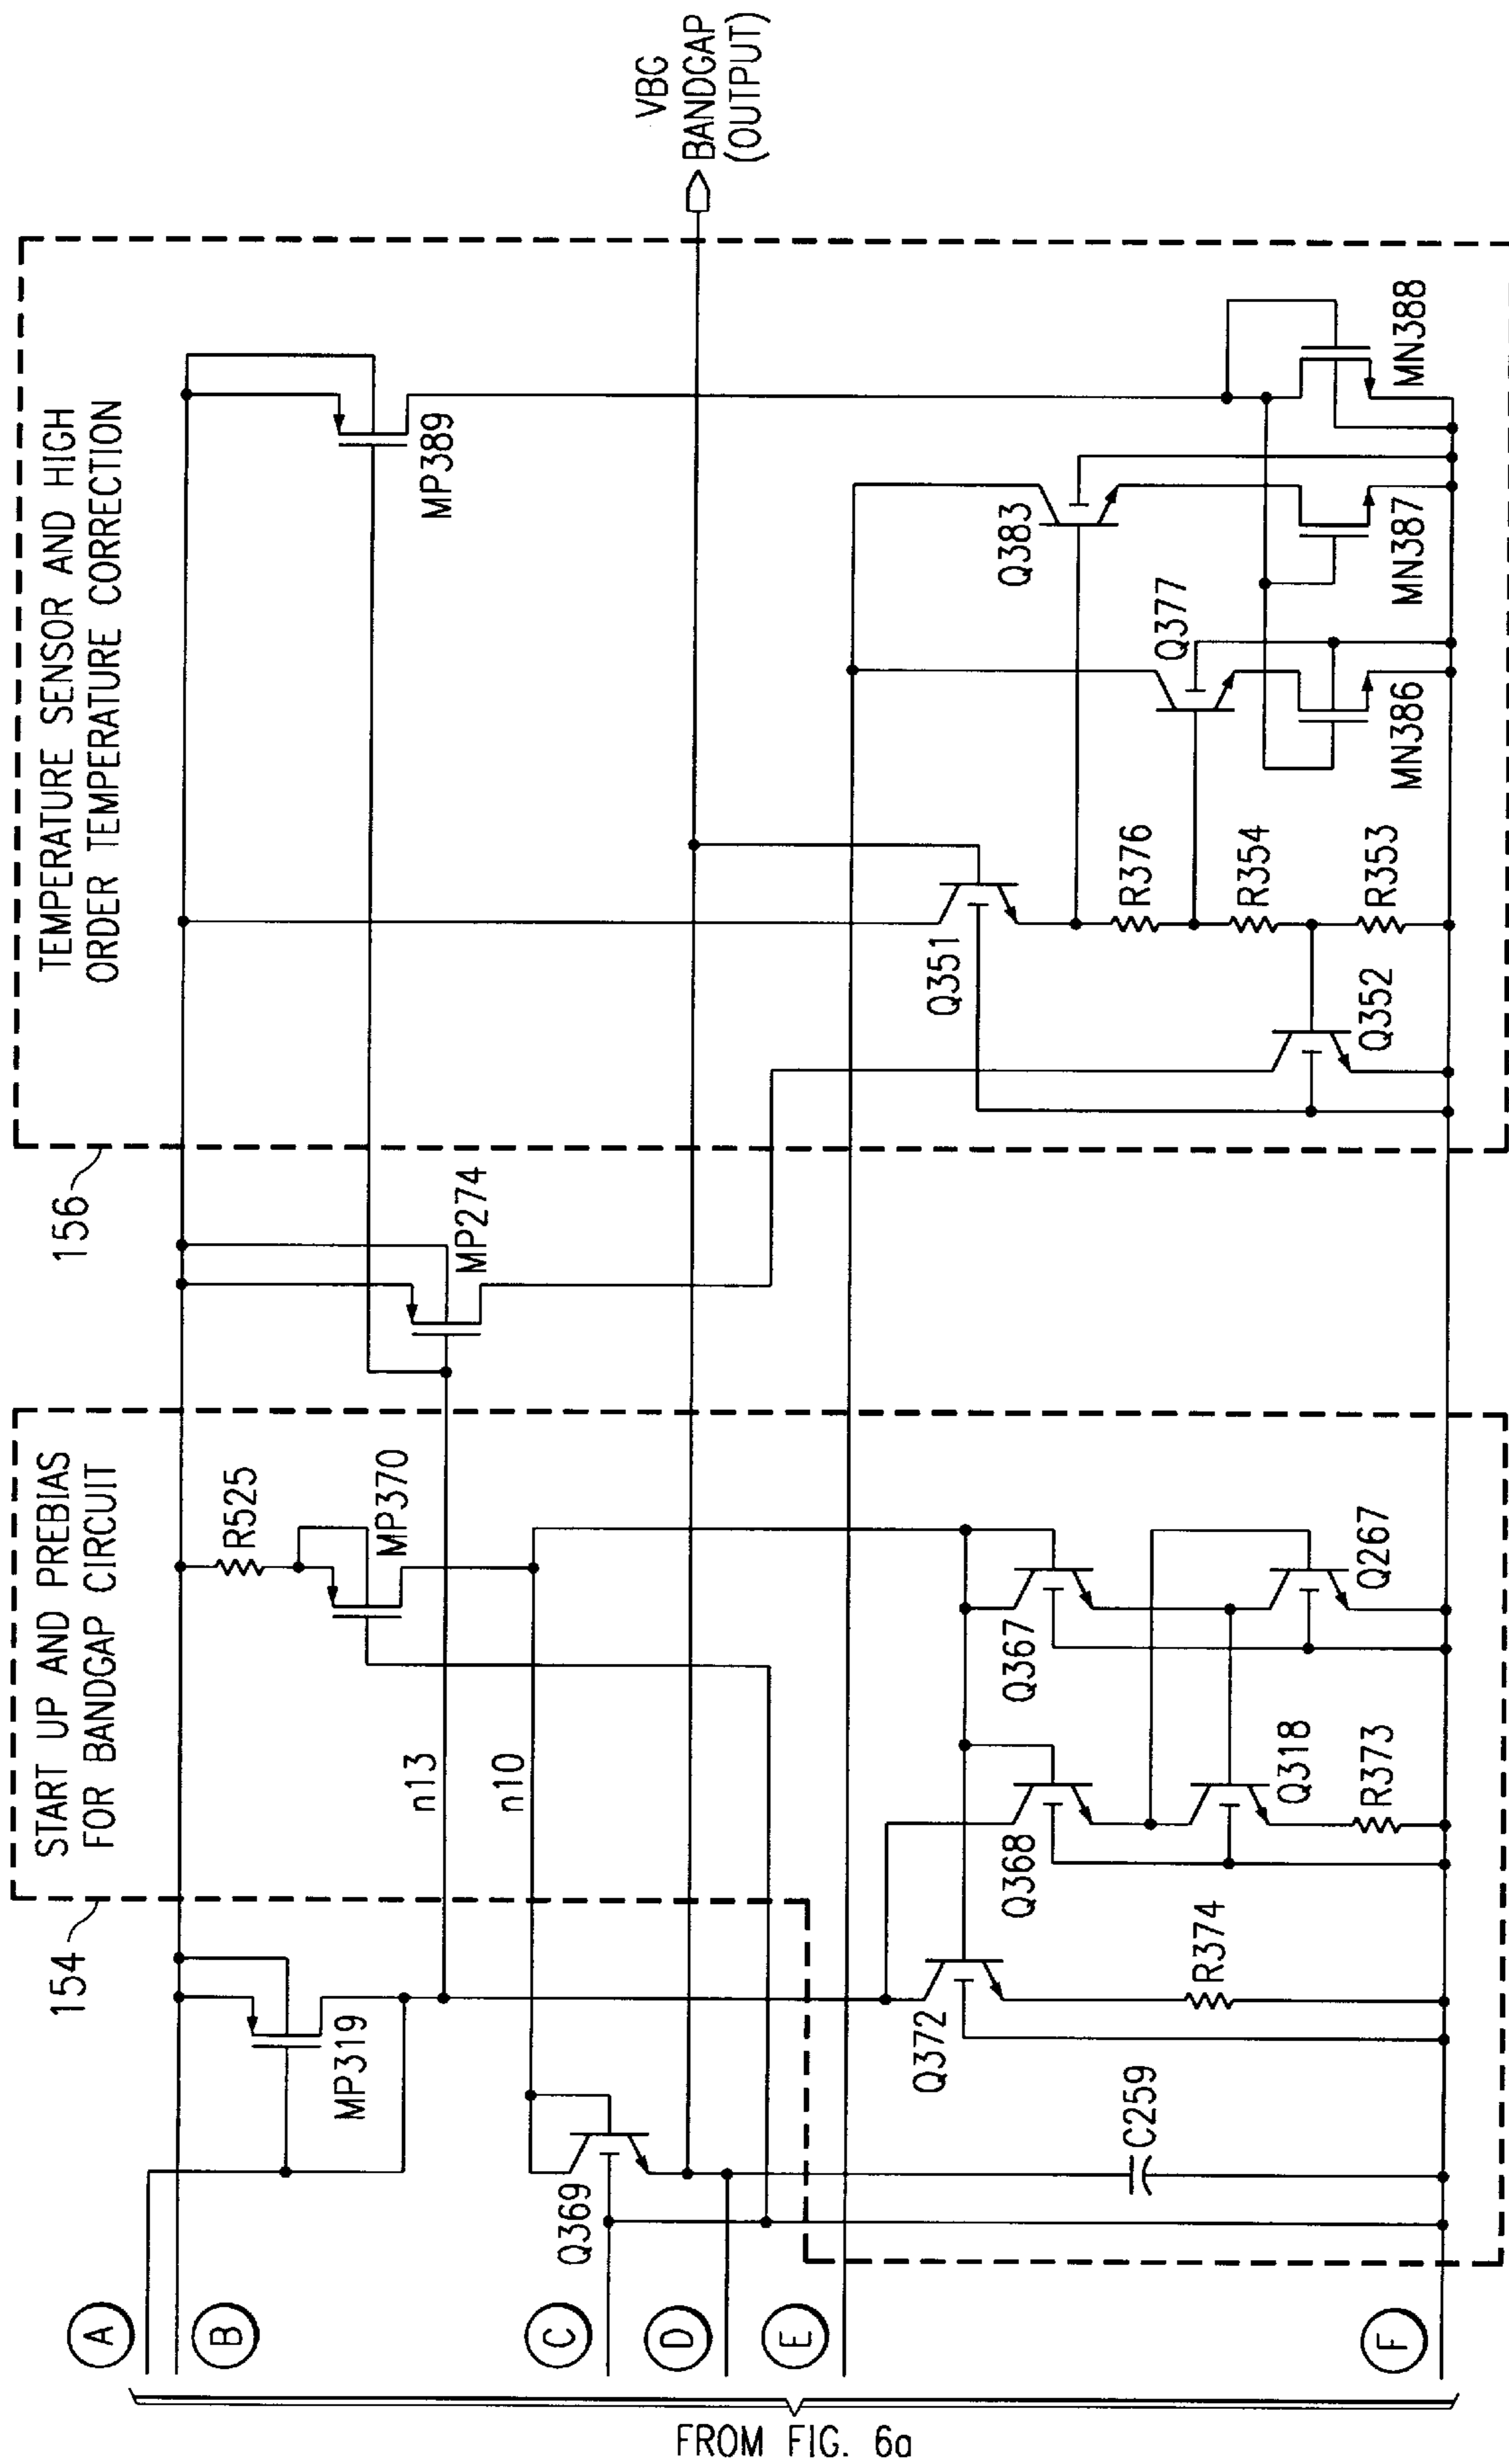 154
START UP AND PREBIAS
FOR BANDGAP CIRCUIT
156
TEMPERATURE SENSOR AND HIGH
ORDER TEMPERATURE CORRECTION
A
B
C
D
E
F
FROM FIG. 6a
MP319
R525
MP370
n13
n10
MP274
MP389
VBG
BANDGAP
(OUTPUT)
Q369
C259
Q372
R374
Q368
Q367
Q318
R373
Q267
Q351
Q352
R376
R354
R353
Q383
Q377
MN386
MN387
MN388